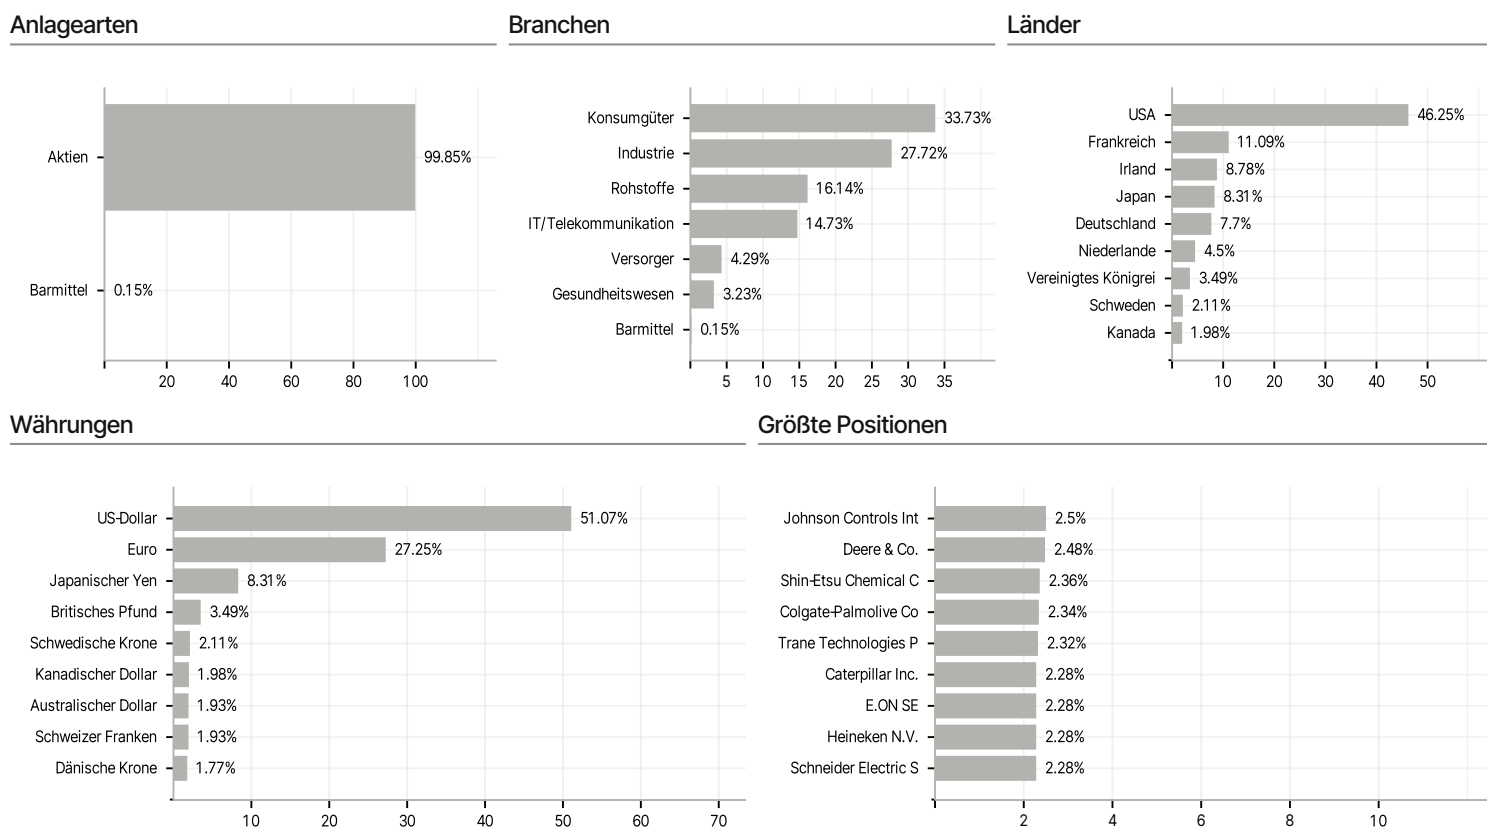 Anlagearten
Aktien 99.85%
Barmittel 0.15%
20 40 60 80 100
Branchen
Konsumgüter 33.73%
Industrie 27.72%
Rohstoffe 16.14%
IT/Telekommunikation 14.73%
Versorger 4.29%
Gesundheitswesen 3.23%
Barmittel 0.15%
5 10 15 20 25 30 35
Länder
USA 46.25%
Frankreich 11.09%
Irland 8.78%
Japan 8.31%
Deutschland 7.7%
Niederlande 4.5%
Vereinigtes Königrei 3.49%
Schweden 2.11%
Kanada 1.98%
10 20 30 40 50
Währungen
US-Dollar 51.07%
Euro 27.25%
Japanischer Yen 8.31%
Britisches Pfund 3.49%
Schwedische Krone 2.11%
Kanadischer Dollar 1.98%
Australischer Dollar 1.93%
Schweizer Franken 1.93%
Dänische Krone 1.77%
10 20 30 40 50 60 70
Größte Positionen
Johnson Controls Int 2.5%
Deere & Co. 2.48%
Shin-Etsu Chemical C 2.36%
Colgate-Palmolive Co 2.34%
Trane Technologies P 2.32%
Caterpillar Inc. 2.28%
E.ON SE 2.28%
Heineken N.V. 2.28%
Schneider Electric S 2.28%
2 4 6 8 10